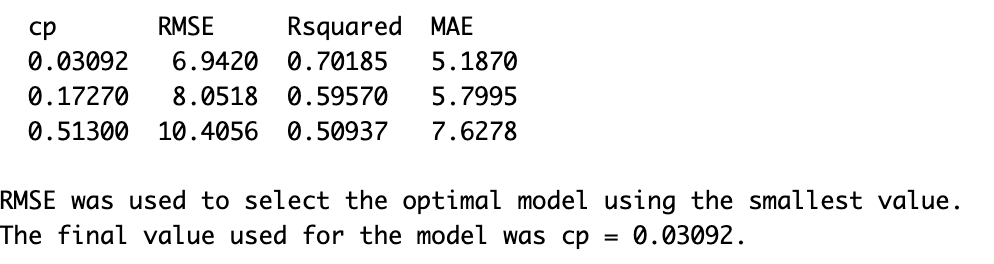 cp RMSE Rsquared MAE
0.03092 6.9420 0.70185 5.1870
0.17270 8.0518 0.59570 5.7995
0.51300 10.4056 0.50937 7.6278
RMSE was used to select the optimal model using the smallest value.
The final value used for the model was cp = 0.03092.